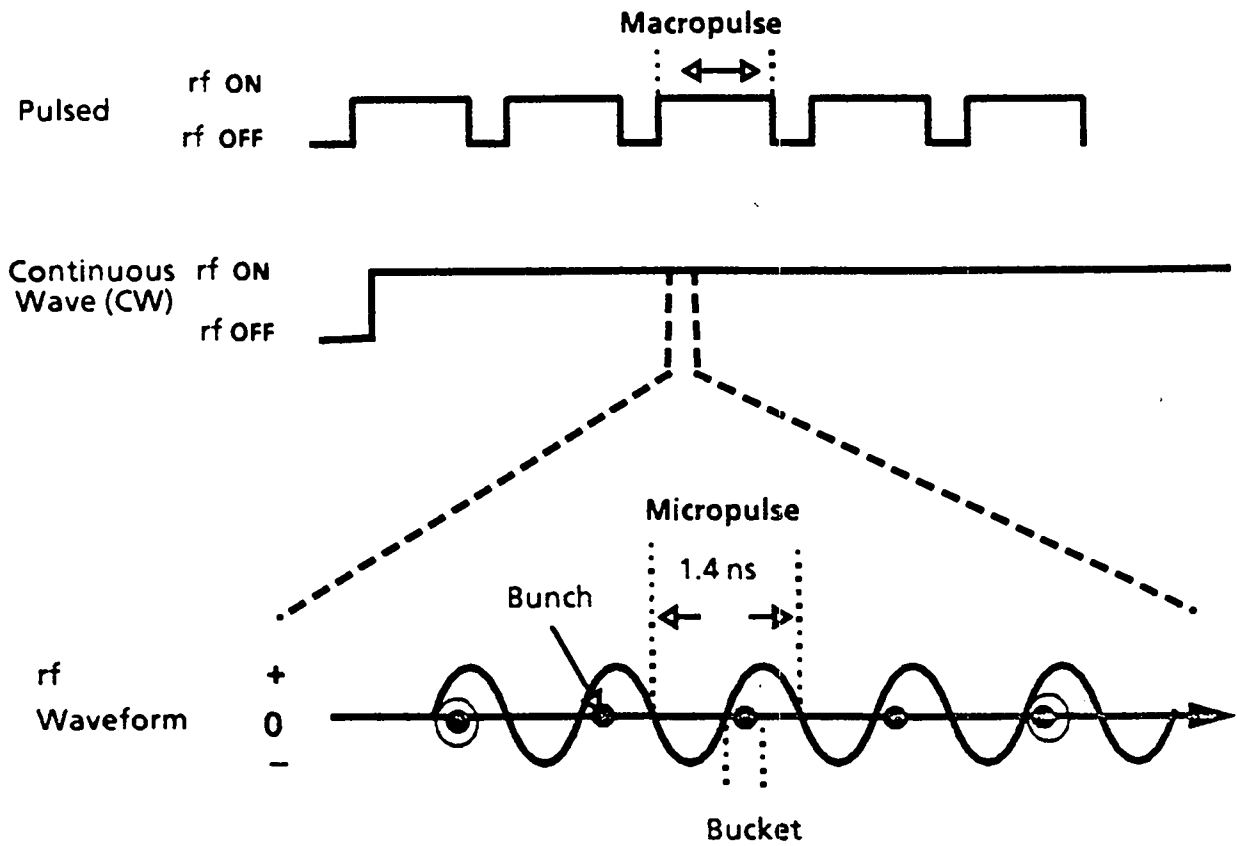 Macropulse
Pulsed
rf ON
rf OFF
Continuous
Wave (CW)
rf ON
rf OFF
Micropulse
1.4 ns
Bunch
rf
Waveform
+
0
−
Bucket